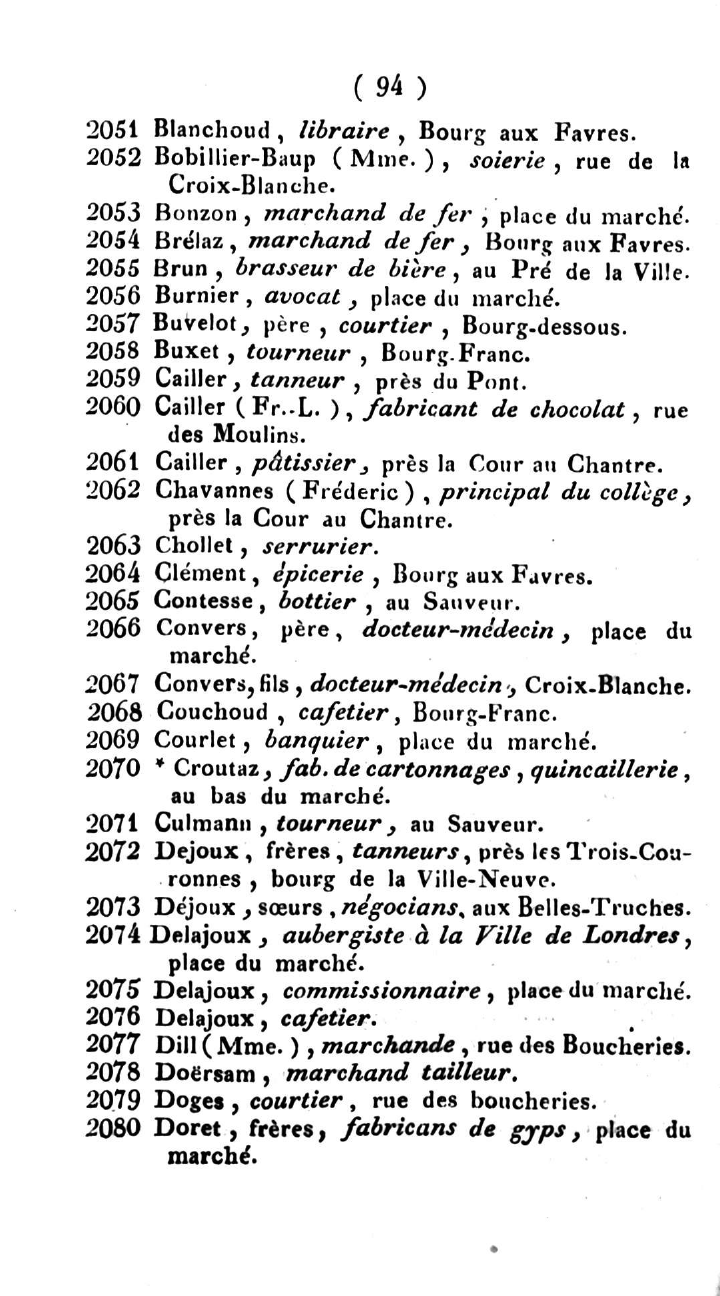 ( 94 )
2051 Blanchoud , libraire , Bourg aux Favres.
2052 Bobillier-Baup ( Mme. ) , soierie , rue de la
Croix-Blanche.
2053 Bonzon , marchand de fer ; place du marché.
2054 Brélaz , marchand de fer , Bourg aux Favres.
2055 Brun , brasseur de bière , au Pré de la Ville.
2056 Burnier , avocat , place du marché.
2057 Buvelot, père , courtier , Bourg-dessous.
2058 Buxet , tourneur , Bourg-Franc.
2059 Cailler , tanneur , près du Pont.
2060 Cailler ( Fr.-L. ) , fabricant de chocolat , rue
des Moulins.
2061 Cailler , pâtissier , près la Cour au Chantre.
2062 Chavannes ( Fréderic ) , principal du collège ,
près la Cour au Chantre.
2063 Chollet , serrurier.
2064 Clément , épicerie , Bourg aux Favres.
2065 Contesse , bottier , au Sauveur.
2066 Convers , père , docteur-médecin , place du
marché.
2067 Convers, fils , docteur-médecin , Croix-Blanche.
2068 Couchoud , cafetier , Bourg-Franc.
2069 Courlet , banquier , place du marché.
2070 * Croutaz , fab. de cartonnages , quincaillerie ,
au bas du marché.
2071 Culmann , tourneur , au Sauveur.
2072 Dejoux , frères , tanneurs , près les Trois-Cou-
ronnes , bourg de la Ville-Neuve.
2073 Déjoux , sœurs , négocians, aux Belles-Truches.
2074 Delajoux , aubergiste à la Ville de Londres ,
place du marché.
2075 Delajoux , commissionnaire , place du marché.
2076 Delajoux , cafetier.
2077 Dill ( Mme. ) , marchande , rue des Boucheries.
2078 Doërsam , marchand tailleur.
2079 Doges , courtier , rue des boucheries.
2080 Doret , frères , fabricans de gyps , place du
marché.